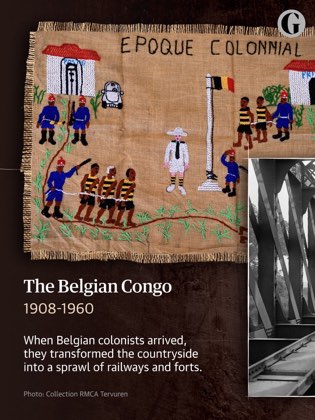 G
EPOQUE COLONNIAL
PRI
The Belgian Congo
1908-1960
When Belgian colonists arrived,
they transformed the countryside
into a sprawl of railways and forts.
Photo: Collection RMCA Tervuren